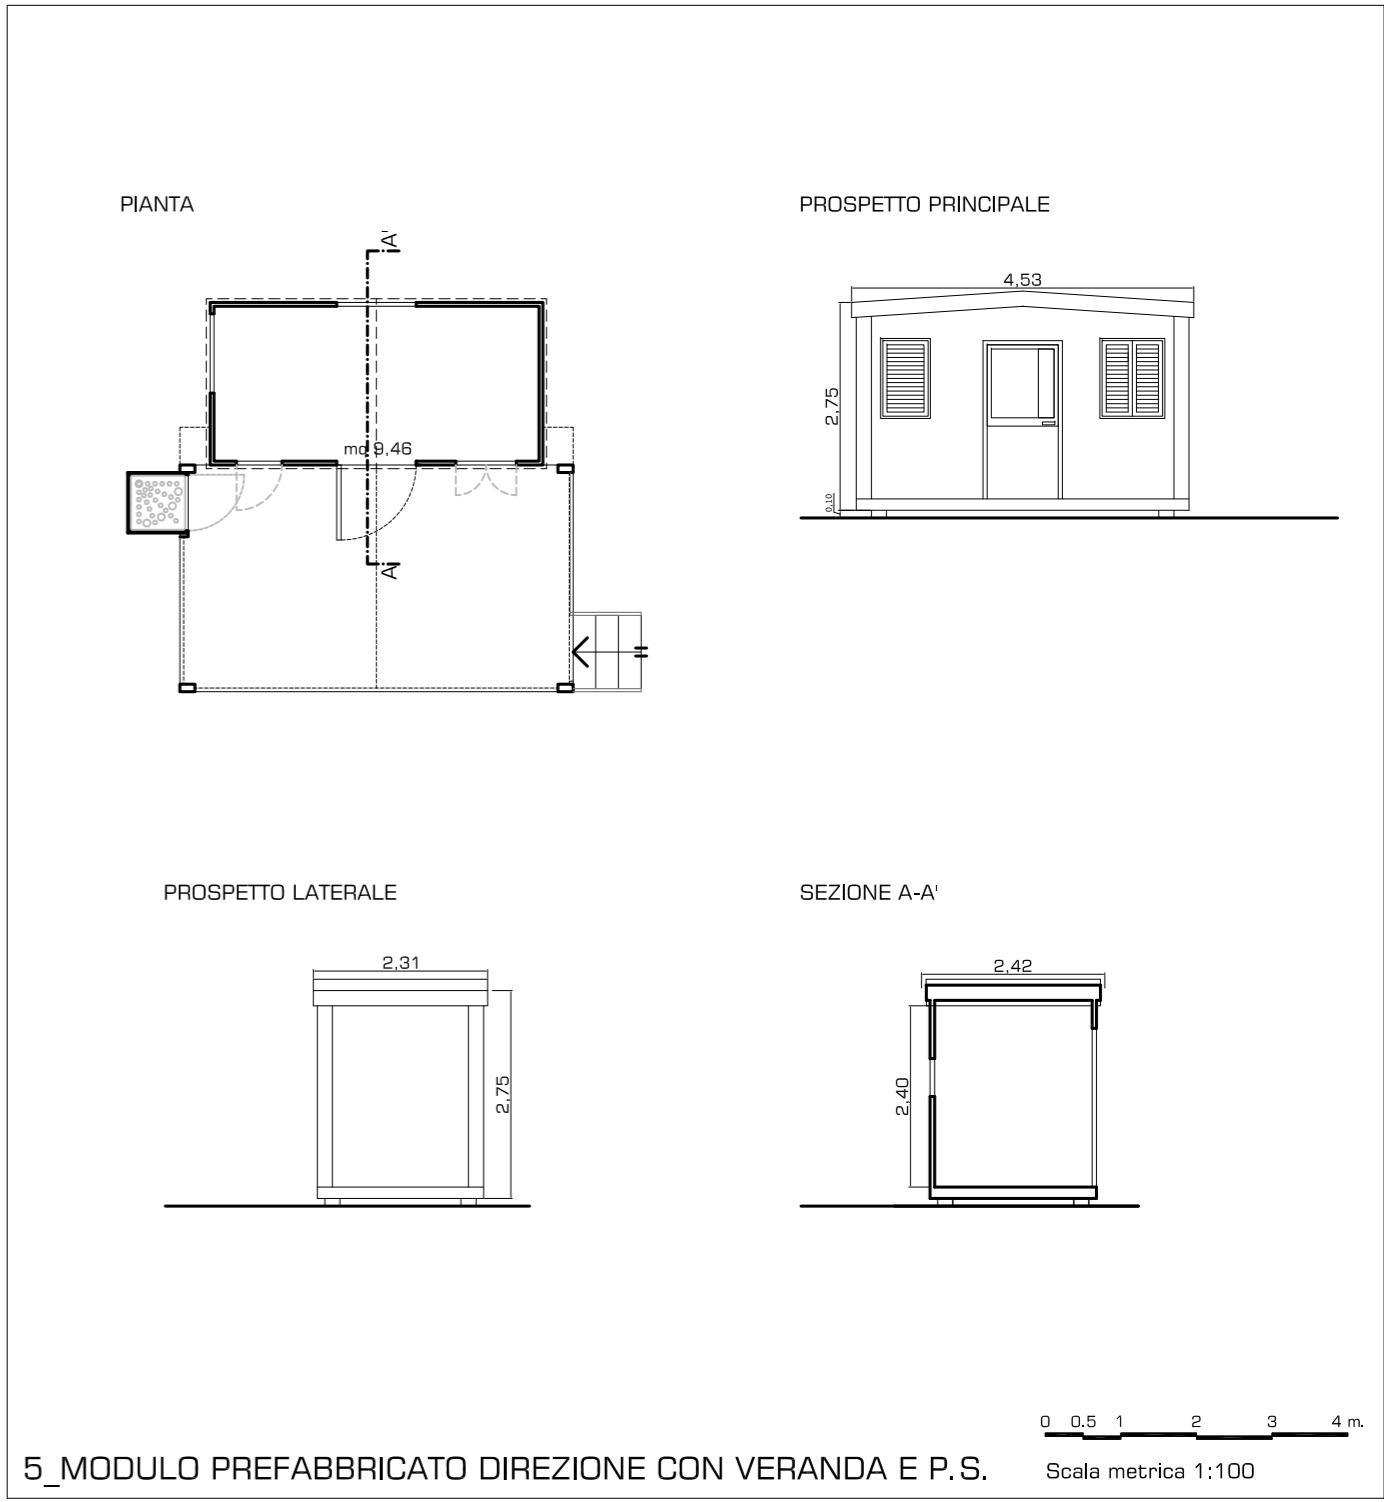 PIANTA
PROSPETTO PRINCIPALE
A'
4,53
2,75
mq 9,46
0,10
A
PROSPETTO LATERALE
SEZIONE A-A'
2,31
2,42
2,75
2,40
0 0.5 1 2 3 4 m.
5_MODULO PREFABBRICATO DIREZIONE CON VERANDA E P.S.
Scala metrica 1:100